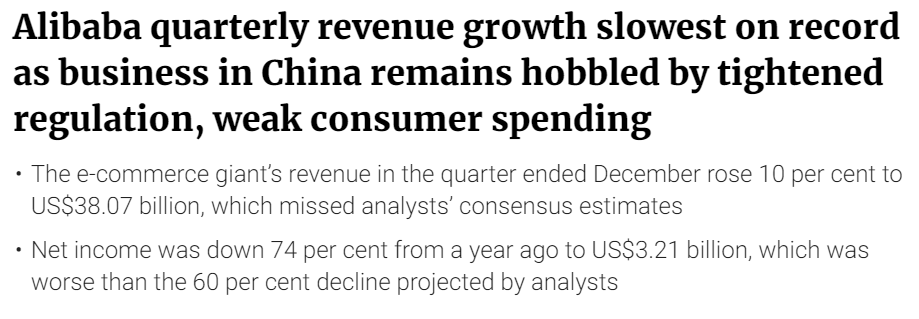 Alibaba quarterly revenue growth slowest on record
as business in China remains hobbled by tightened
regulation, weak consumer spending
• The e-commerce giant’s revenue in the quarter ended December rose 10 per cent to
US$38.07 billion, which missed analysts’ consensus estimates
• Net income was down 74 per cent from a year ago to US$3.21 billion, which was
worse than the 60 per cent decline projected by analysts